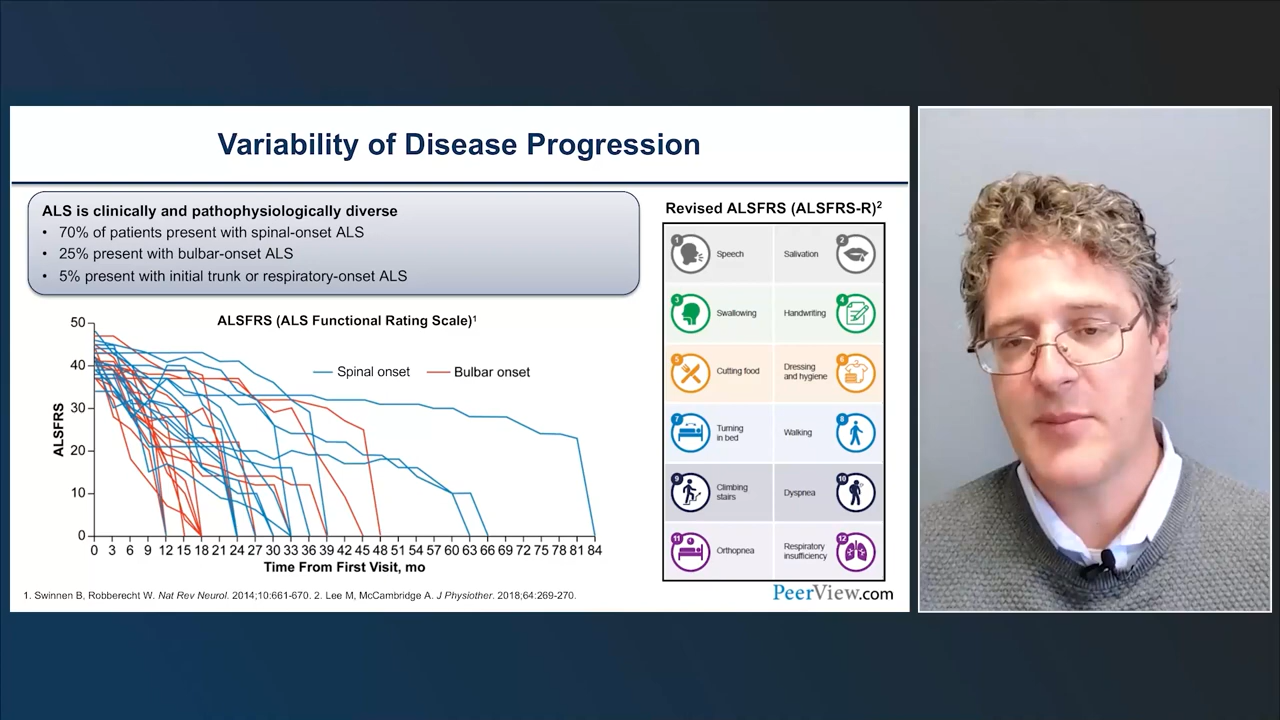 Variability of Disease Progression
ALS is clinically and pathophysiologically diverse
• 70% of patients present with spinal-onset ALS
• 25% present with bulbar-onset ALS
• 5% present with initial trunk or respiratory-onset ALS
ALSFRS (ALS Functional Rating Scale)1
Spinal onset
Bulbar onset
ALSFRS
50
40
30
20
10
0
0 3 6 9 12 15 18 21 24 27 30 33 36 39 42 45 48 51 54 57 60 63 66 69 72 75 78 81 84
Time From First Visit, mo
Revised ALSFRS (ALSFRS-R)2
1 Speech
Salivation 2
3 Swallowing
Handwriting 4
5 Cutting food
Dressing
and hygiene 6
7 Turning
in bed
Walking 8
9 Climbing
stairs
Dyspnea 10
11 Orthopnea
Respiratory
insufficiency 12
1. Swinnen B, Robberecht W. Nat Rev Neurol. 2014;10:661-670. 2. Lee M, McCambridge A. J Physiother. 2018;64:269-270.
PeerView.com